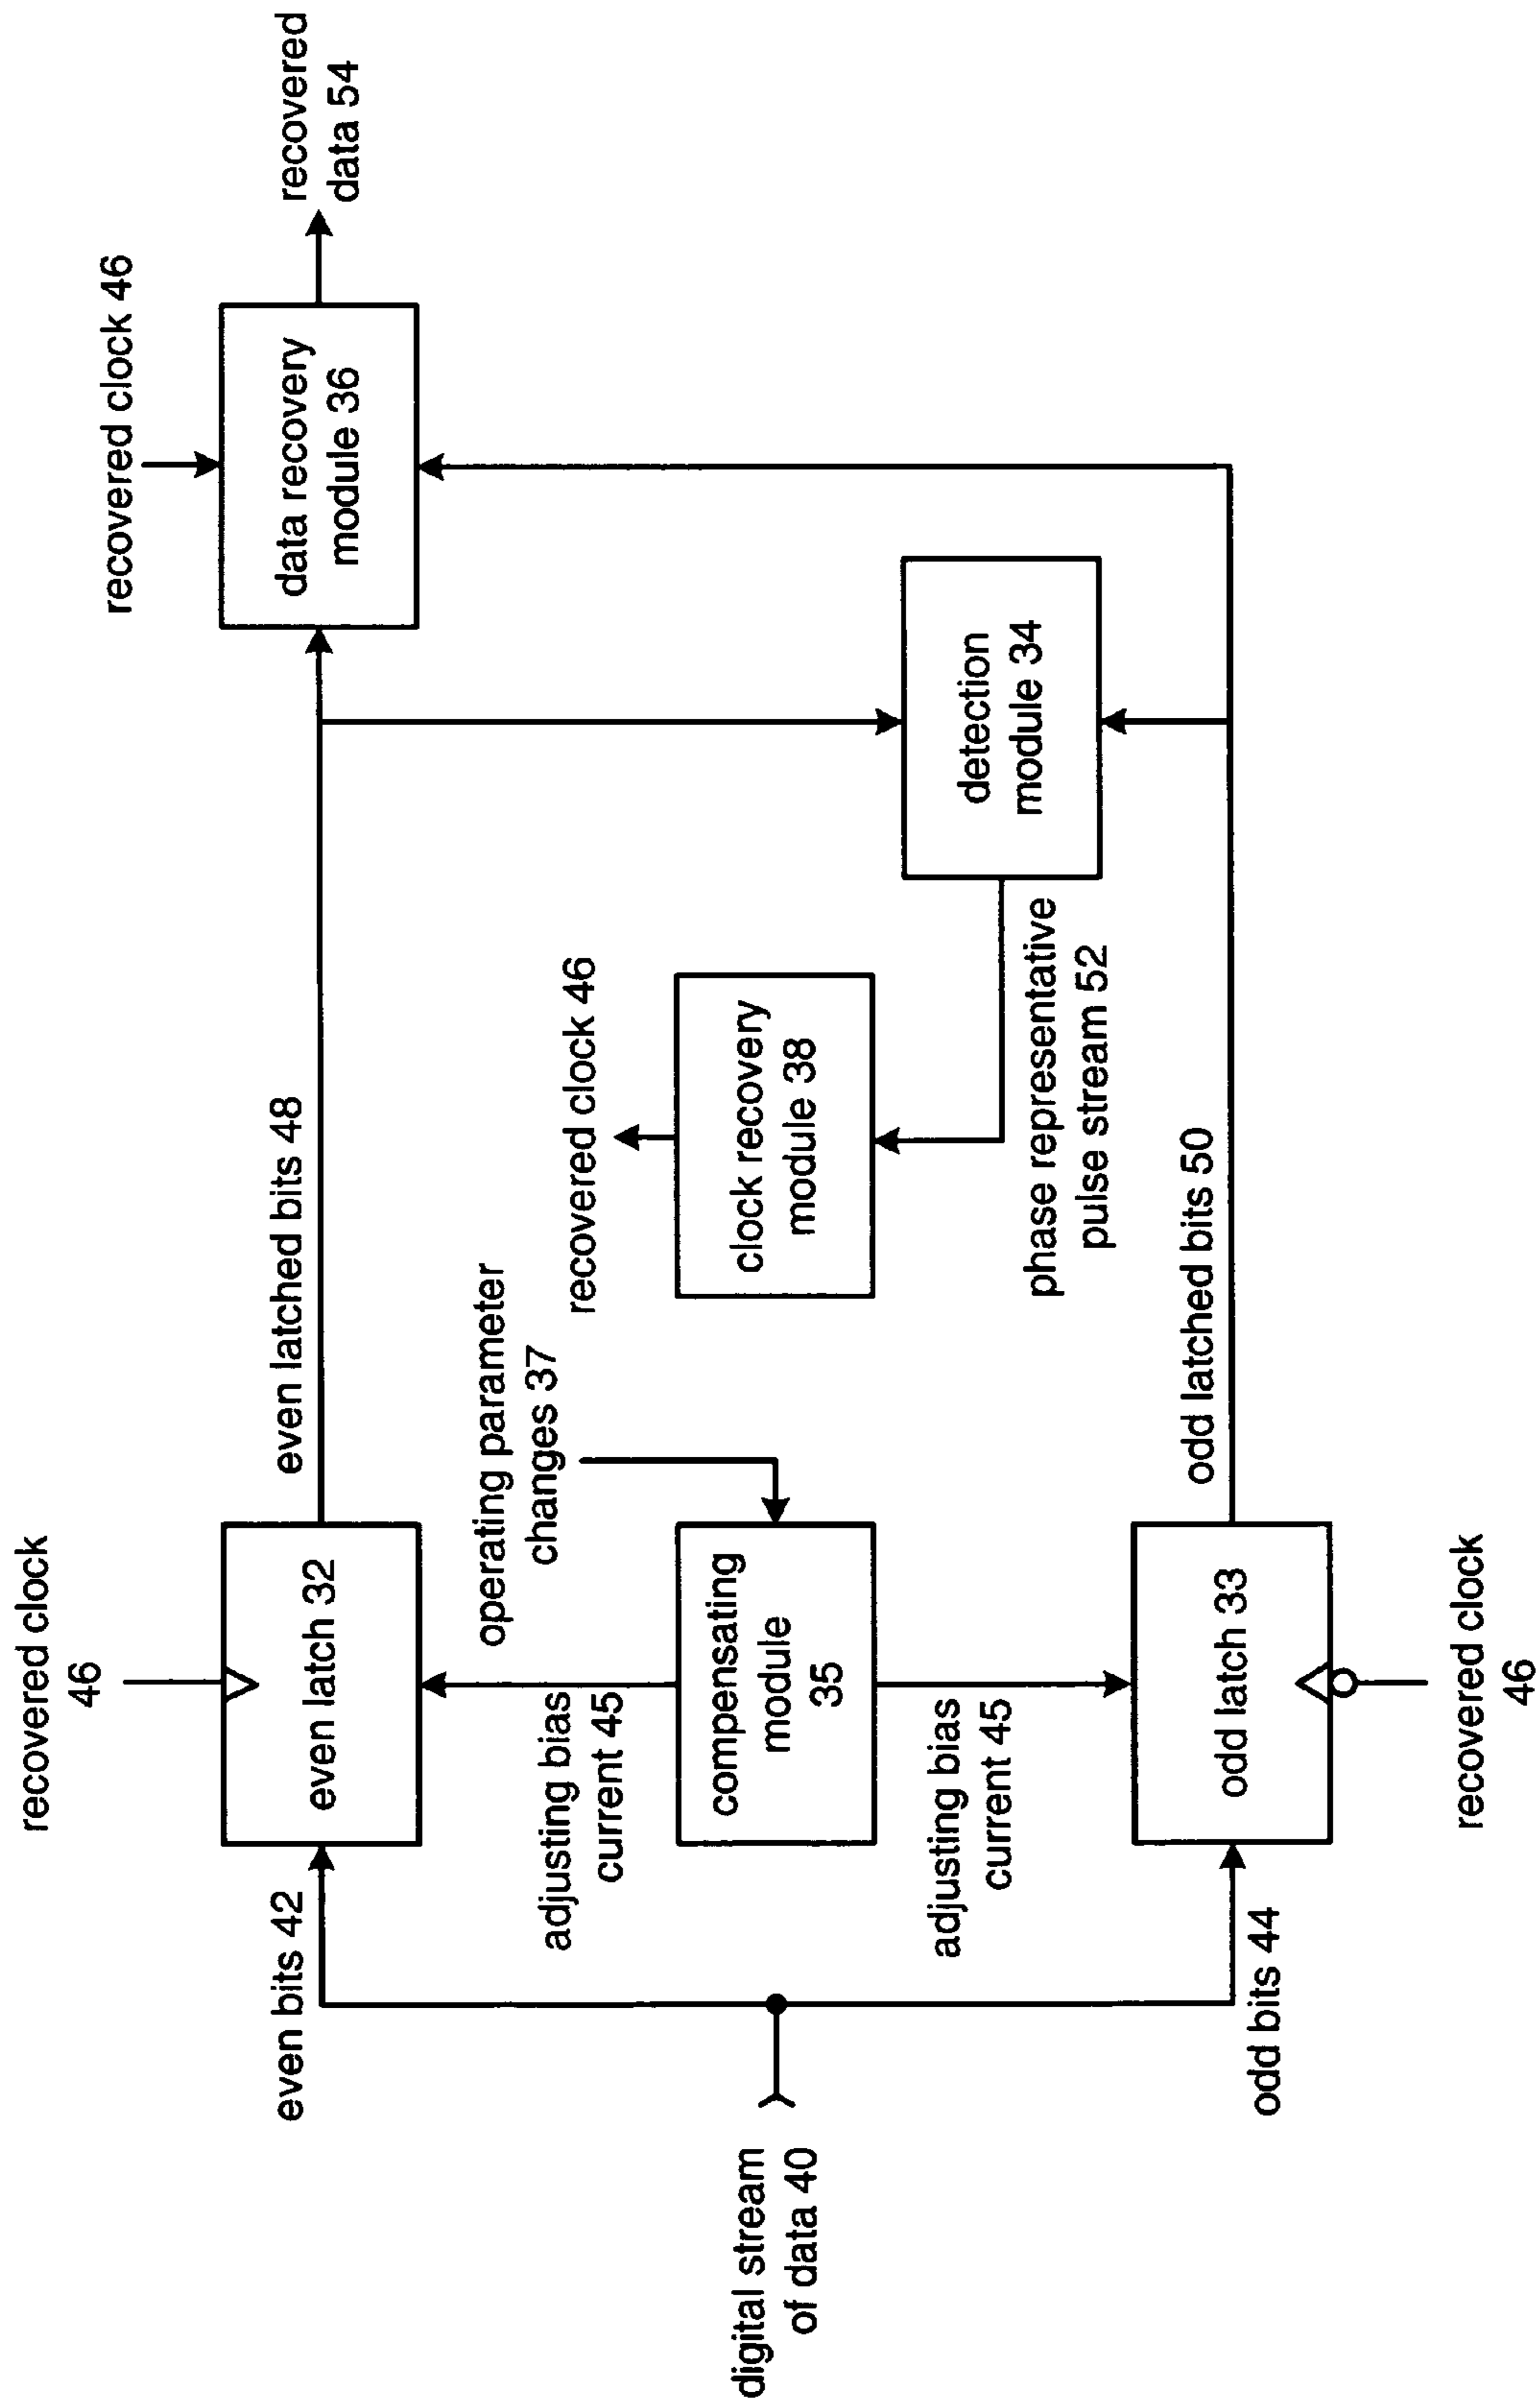 recovered clock
46
even bits 42
even latch 32
even latched bits 48
recovered clock 46
data recovery
module 36
recovered
data 54
operating parameter
changes 37
adjusting bias
current 45
recovered clock 46
digital stream
of data 40
compensating
module
35
clock recovery
module 38
detection
module 34
adjusting bias
current 45
phase representative
pulse stream 52
odd bits 44
odd latch 33
odd latched bits 50
recovered clock
46